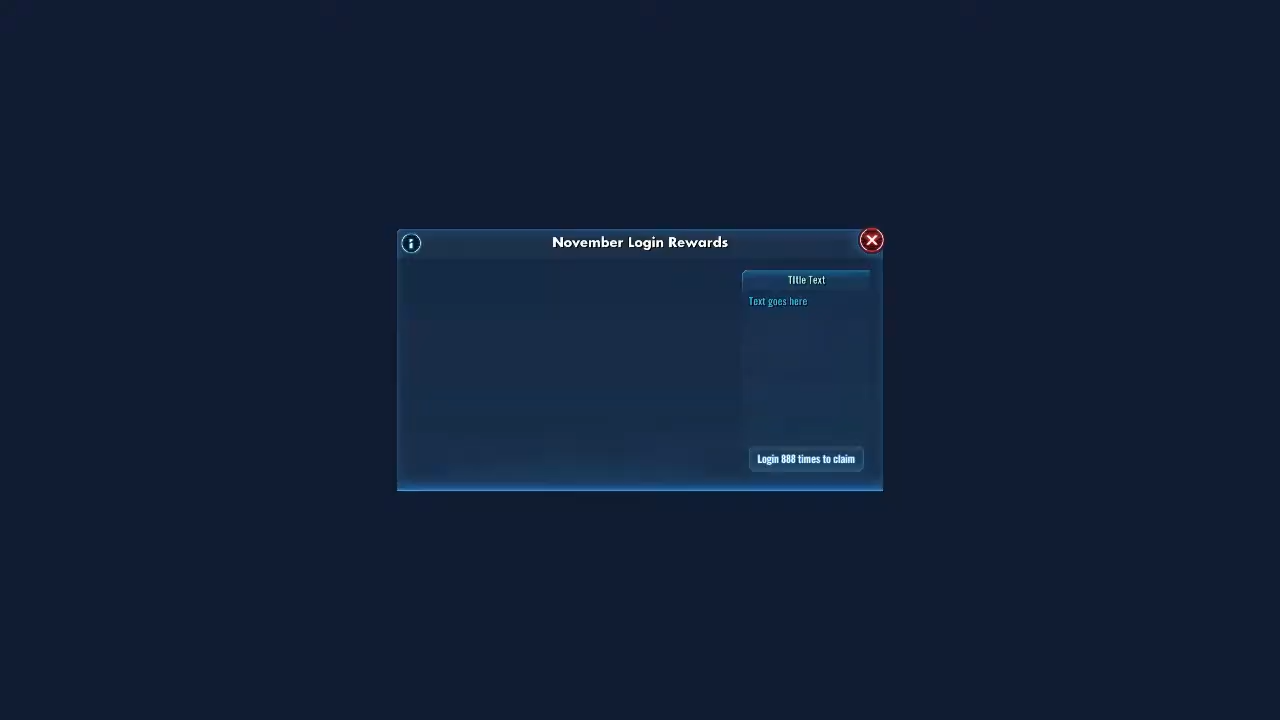 November Login Rewards
Title Text
Text goes here
Login 888 times to claim